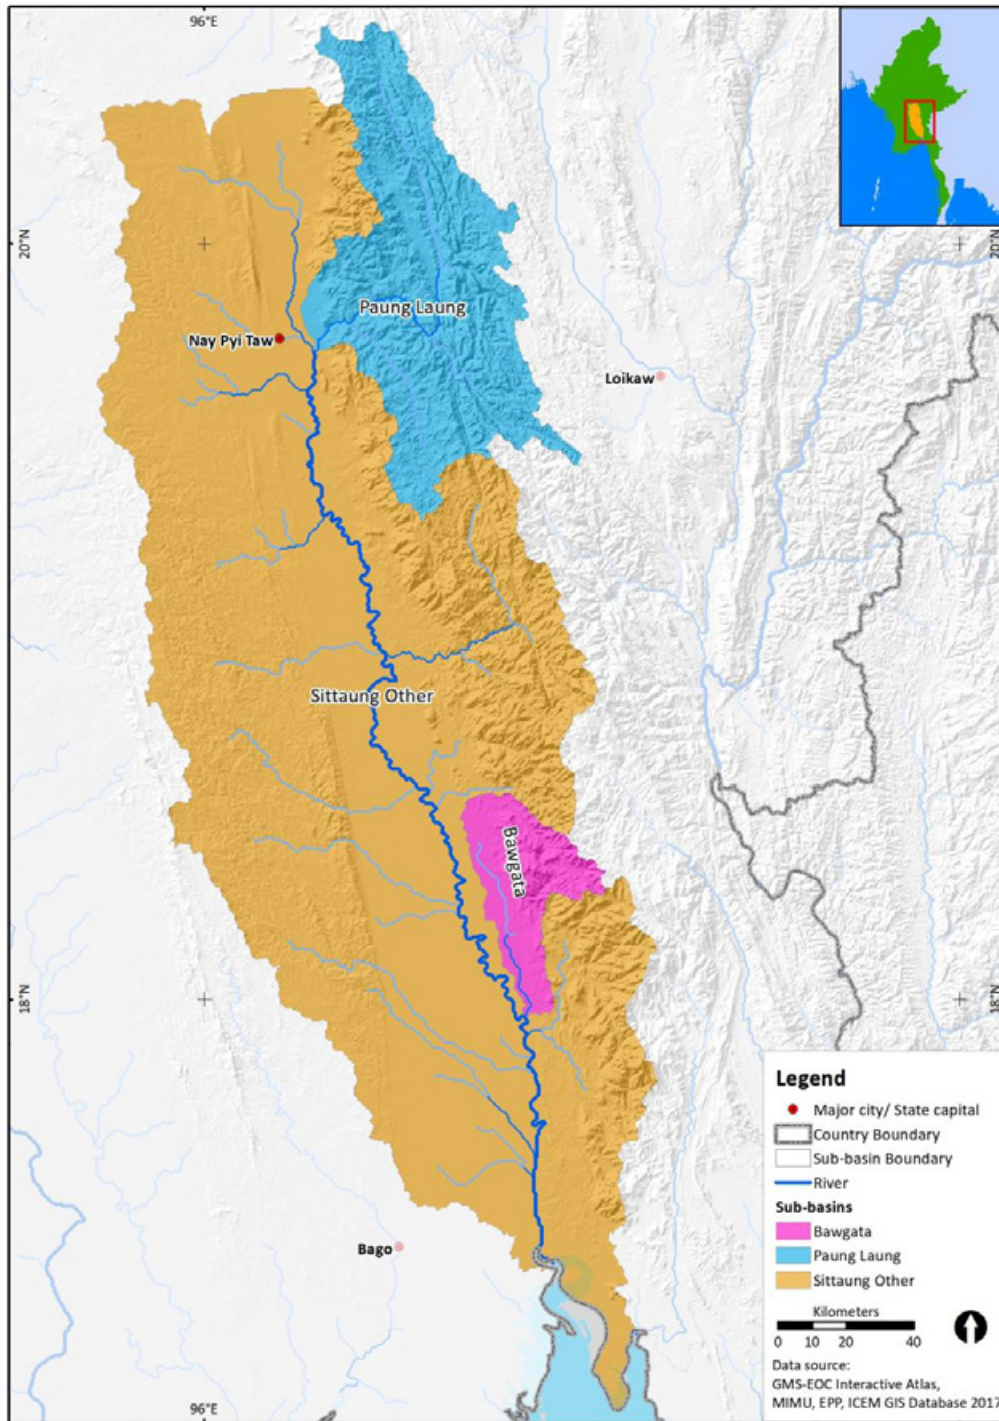 96°E
20°N
20°N
Paung Laung
Nay Pyi Taw
Loikaw
Sittaung Other
Bawgata
18°N
18°N
Bago
96°E
Legend
Major city/ State capital
Country Boundary
Sub-basin Boundary
River
Sub-basins
Bawgata
Paung Laung
Sittaung Other
Kilometers
0 10 20 40
Data source:
GMS-EOC Interactive Atlas,
MIMU, EPP, ICEM GIS Database 2017